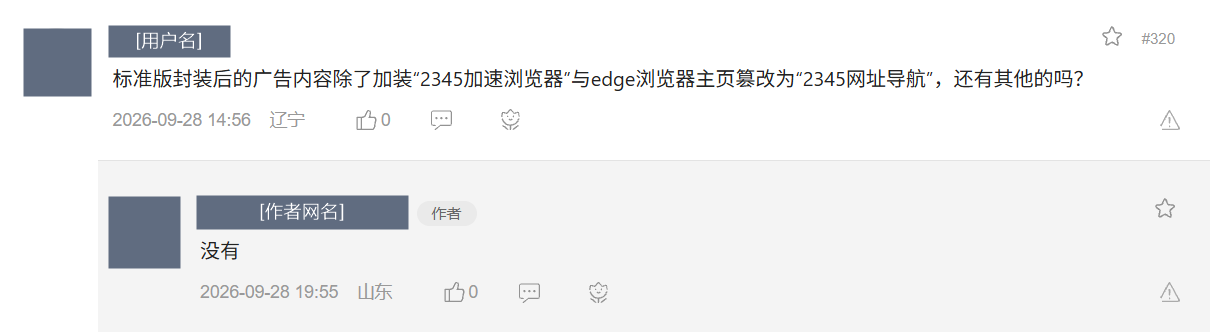 [用户名]
#320
标准版封装后的广告内容除了加装“2345加速浏览器”与edge浏览器主页篡改为“2345网址导航”，还有其他的吗?
2026-09-28 14:56 辽宁 0
[作者网名] 作者
没有
2026-09-28 19:55 山东 0